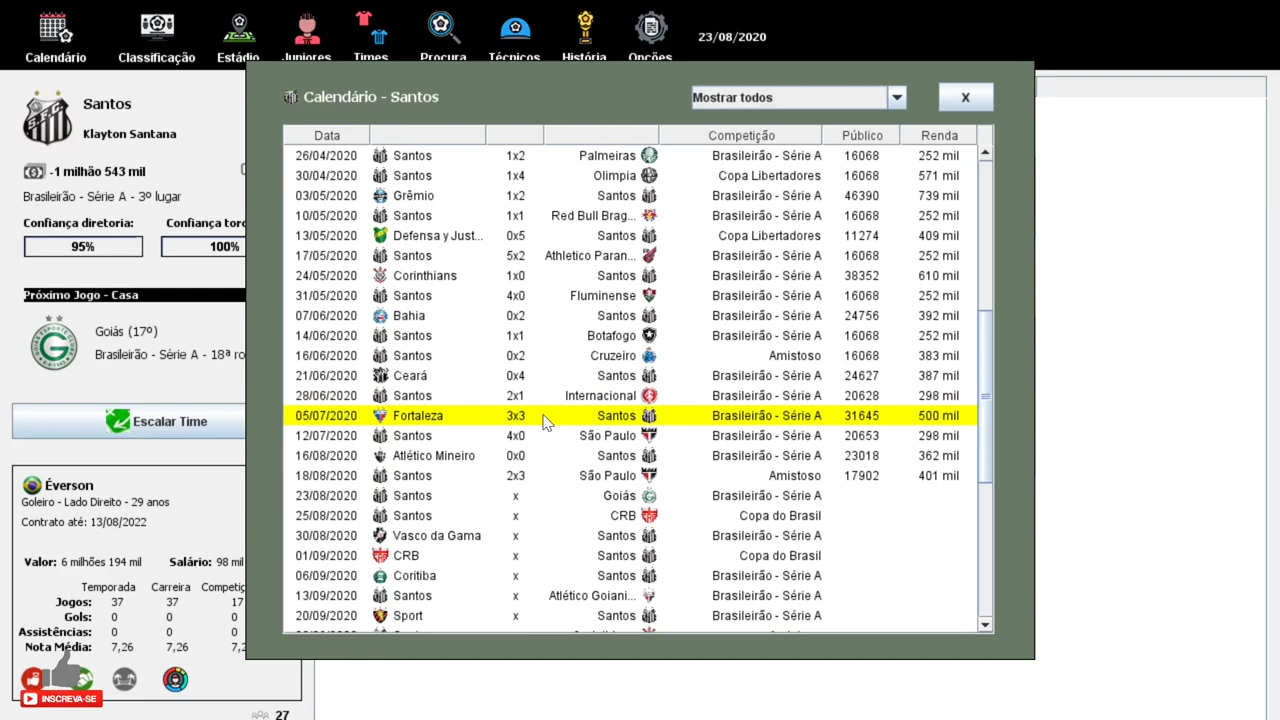 Calendário Classificação Estádio Juniores Times Procura Técnicos História Opções 23/08/2020
Santos
Klayton Santana
-1 milhão 543 mil
Brasileirão - Série A - 3º lugar
Confiança diretoria: Confiança torc
95% 100%
Próximo Jogo - Casa
Goiás (17º)
Brasileirão - Série A - 18ª ro
Escalar Time
Éverson
Goleiro - Lado Direito - 29 anos
Contrato até: 13/08/2022
Valor: 6 milhões 194 mil Salário: 98 mil
Temporada Carreira Competiç
Jogos: 37 37 17
Gols: 0 0 0
Assistências: 0 0 0
Nota Média: 7,26 7,26 7,2
INSCREVA-SE
27
Calendário - Santos Mostrar todos X
Data Competição Público Renda
26/04/2020 Santos 1x2 Palmeiras Brasileirão - Série A 16068 252 mil
30/04/2020 Santos 1x4 Olimpia Copa Libertadores 16068 571 mil
03/05/2020 Grêmio 1x2 Santos Brasileirão - Série A 46390 739 mil
10/05/2020 Santos 1x1 Red Bull Brag... Brasileirão - Série A 16068 252 mil
13/05/2020 Defensa y Just... 0x5 Santos Copa Libertadores 11274 409 mil
17/05/2020 Santos 5x2 Athletico Paran... Brasileirão - Série A 16068 252 mil
24/05/2020 Corinthians 1x0 Santos Brasileirão - Série A 38352 610 mil
31/05/2020 Santos 4x0 Fluminense Brasileirão - Série A 16068 252 mil
07/06/2020 Bahia 0x2 Santos Brasileirão - Série A 24756 392 mil
14/06/2020 Santos 1x1 Botafogo Brasileirão - Série A 16068 252 mil
16/06/2020 Santos 0x2 Cruzeiro Amistoso 16068 383 mil
21/06/2020 Ceará 0x4 Santos Brasileirão - Série A 24627 387 mil
28/06/2020 Santos 2x1 Internacional Brasileirão - Série A 20628 298 mil
05/07/2020 Fortaleza 3x3 Santos Brasileirão - Série A 31645 500 mil
12/07/2020 Santos 4x0 São Paulo Brasileirão - Série A 20653 298 mil
16/08/2020 Atlético Mineiro 0x0 Santos Brasileirão - Série A 23018 362 mil
18/08/2020 Santos 2x3 São Paulo Amistoso 17902 401 mil
23/08/2020 Santos x Goiás Brasileirão - Série A
25/08/2020 Santos x CRB Copa do Brasil
30/08/2020 Vasco da Gama x Santos Brasileirão - Série A
01/09/2020 CRB x Santos Copa do Brasil
06/09/2020 Coritiba x Santos Brasileirão - Série A
13/09/2020 Santos x Atlético Goiani... Brasileirão - Série A
20/09/2020 Sport x Santos Brasileirão - Série A